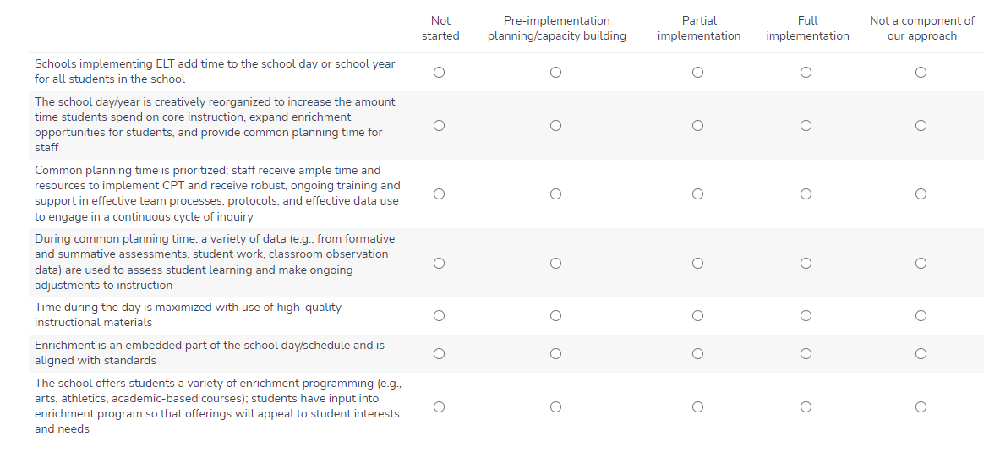 Not started
Pre-implementation planning/capacity building
Partial implementation
Full implementation
Not a component of our approach
Schools implementing ELT add time to the school day or school year
for all students in the school
The school day/year is creatively reorganized to increase the amount
time students spend on core instruction, expand enrichment
opportunities for students, and provide common planning time for
staff
Common planning time is prioritized; staff receive ample time and
resources to implement CPT and receive robust, ongoing training and
support in effective team processes, protocols, and effective data use
to engage in a continuous cycle of inquiry
During common planning time, a variety of data (e.g., from formative
and summative assessments, student work, classroom observation
data) are used to assess student learning and make ongoing
adjustments to instruction
Time during the day is maximized with use of high-quality
instructional materials
Enrichment is an embedded part of the school day/schedule and is
aligned with standards
The school offers students a variety of enrichment programming (e.g.,
arts, athletics, academic-based courses); students have input into
enrichment program so that offerings will appeal to student interests
and needs